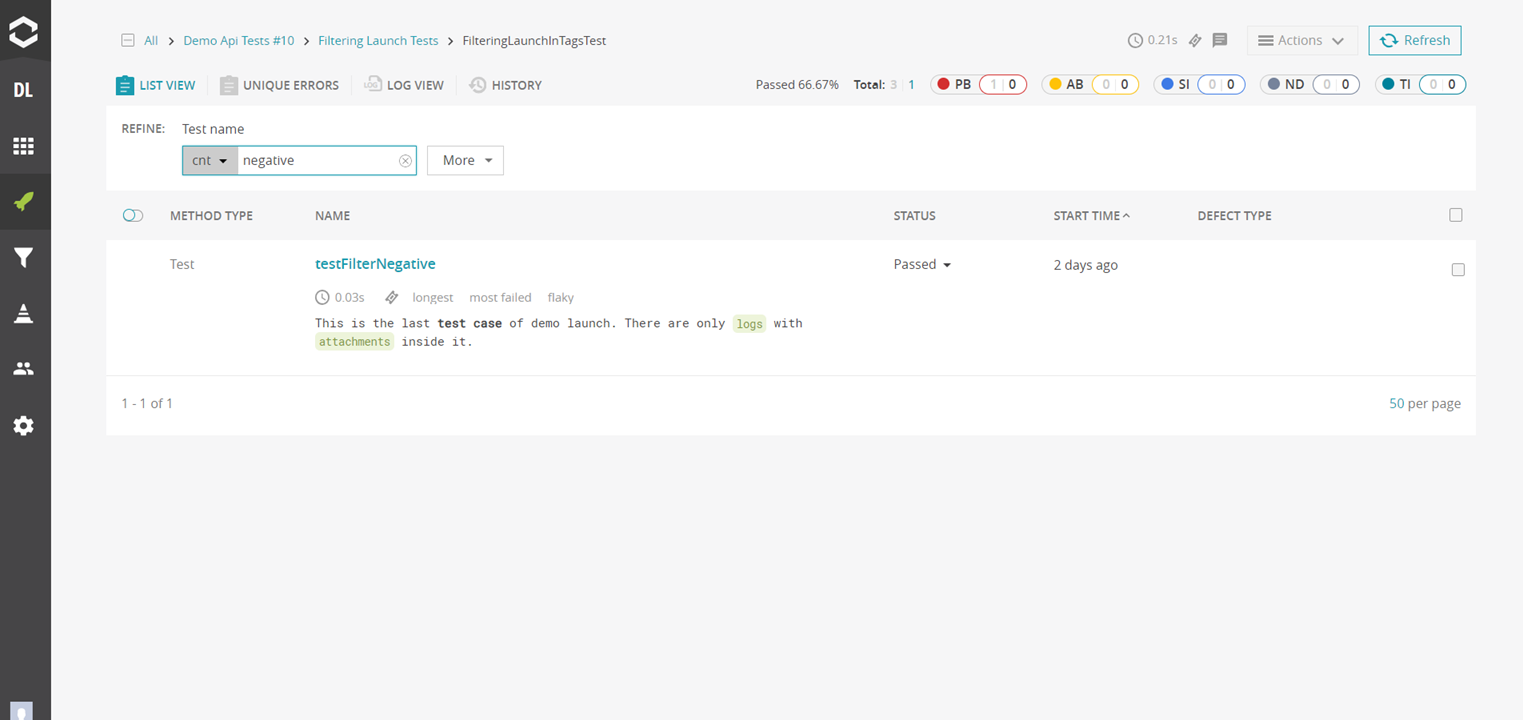 All > Demo Api Tests #10 > Filtering Launch Tests > FilteringLaunchInTagsTest 0.21s Actions Refresh
DL
LIST VIEW UNIQUE ERRORS LOG LOG VIEW HISTORY Passed 66.67% Total: 3 | 1 PB 1 | 0 AB 0 | 0 SI 0 | 0 ND 0 | 0 TI 0 | 0
REFINE: Test name
cnt negative More
METHOD TYPE NAME STATUS START TIME DEFECT TYPE
Test testFilterNegative Passed 2 days ago
0.03s longest most failed flaky
This is the last test case of demo launch. There are only logs with
attachments inside it.
1 - 1 of 1 50 per page